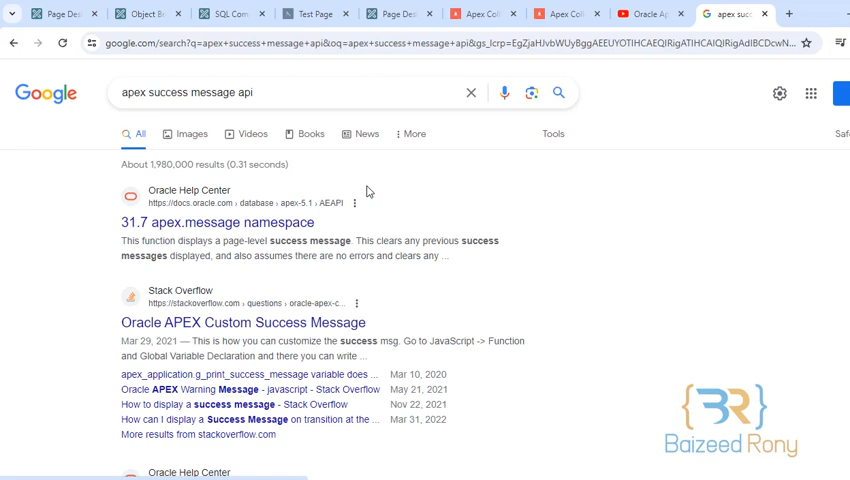 Page Des
Object B
SQL Com
Test Page
Page Des
Apex Coll
Apex Coll
Oracle Ap
apex succ
google.com/search?q=apex+success+message+api&oq=apex+success+message+api&gs_lcrp=EgZjaHJvbWUyBggAEEUYOTIHCAEQIRigATIHCAIQIRigAdIBCDcwN...
Google
apex success message api
All
Images
Videos
Books
News
More
Tools
Saf
About 1,980,000 results (0.31 seconds)
Oracle Help Center
https://docs.oracle.com › database › apex-5.1 › AEAPI
31.7 apex.message namespace
This function displays a page-level success message. This clears any previous success
messages displayed, and also assumes there are no errors and clears any ...
Stack Overflow
https://stackoverflow.com › questions › oracle-apex-c...
Oracle APEX Custom Success Message
Mar 29, 2021 — This is how you can customize the success msg. Go to JavaScript -> Function
and Global Variable Declaration and there you can write ...
apex_application.g_print_success_message variable does ... Mar 10, 2020
Oracle APEX Warning Message - javascript - Stack Overflow May 21, 2021
How to display a success message - Stack Overflow Nov 22, 2021
How can I display a Success Message on transition at the ... Mar 31, 2022
More results from stackoverflow.com
{BR}
Baizeed Rony
Oracle Help Center